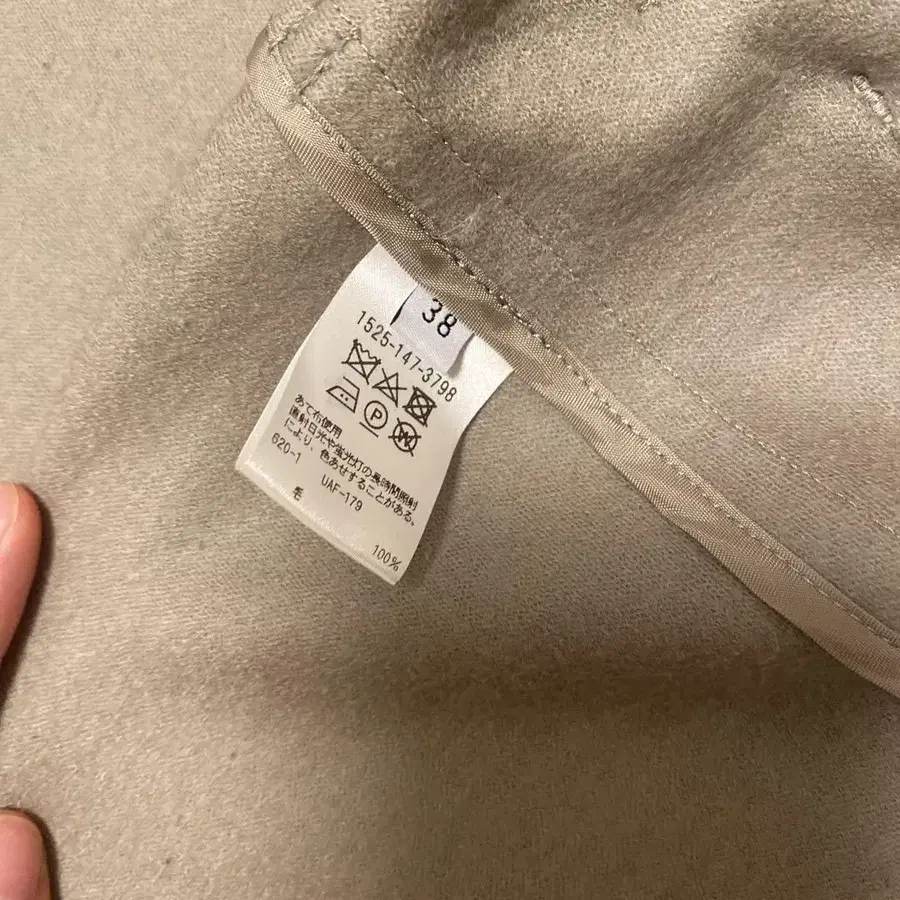 38
1525-147-3798
P
W
あて布使用
直射日光や蛍光灯の長時間照射
により、色あせすることがある。
620-1 UAF-179
毛 100%